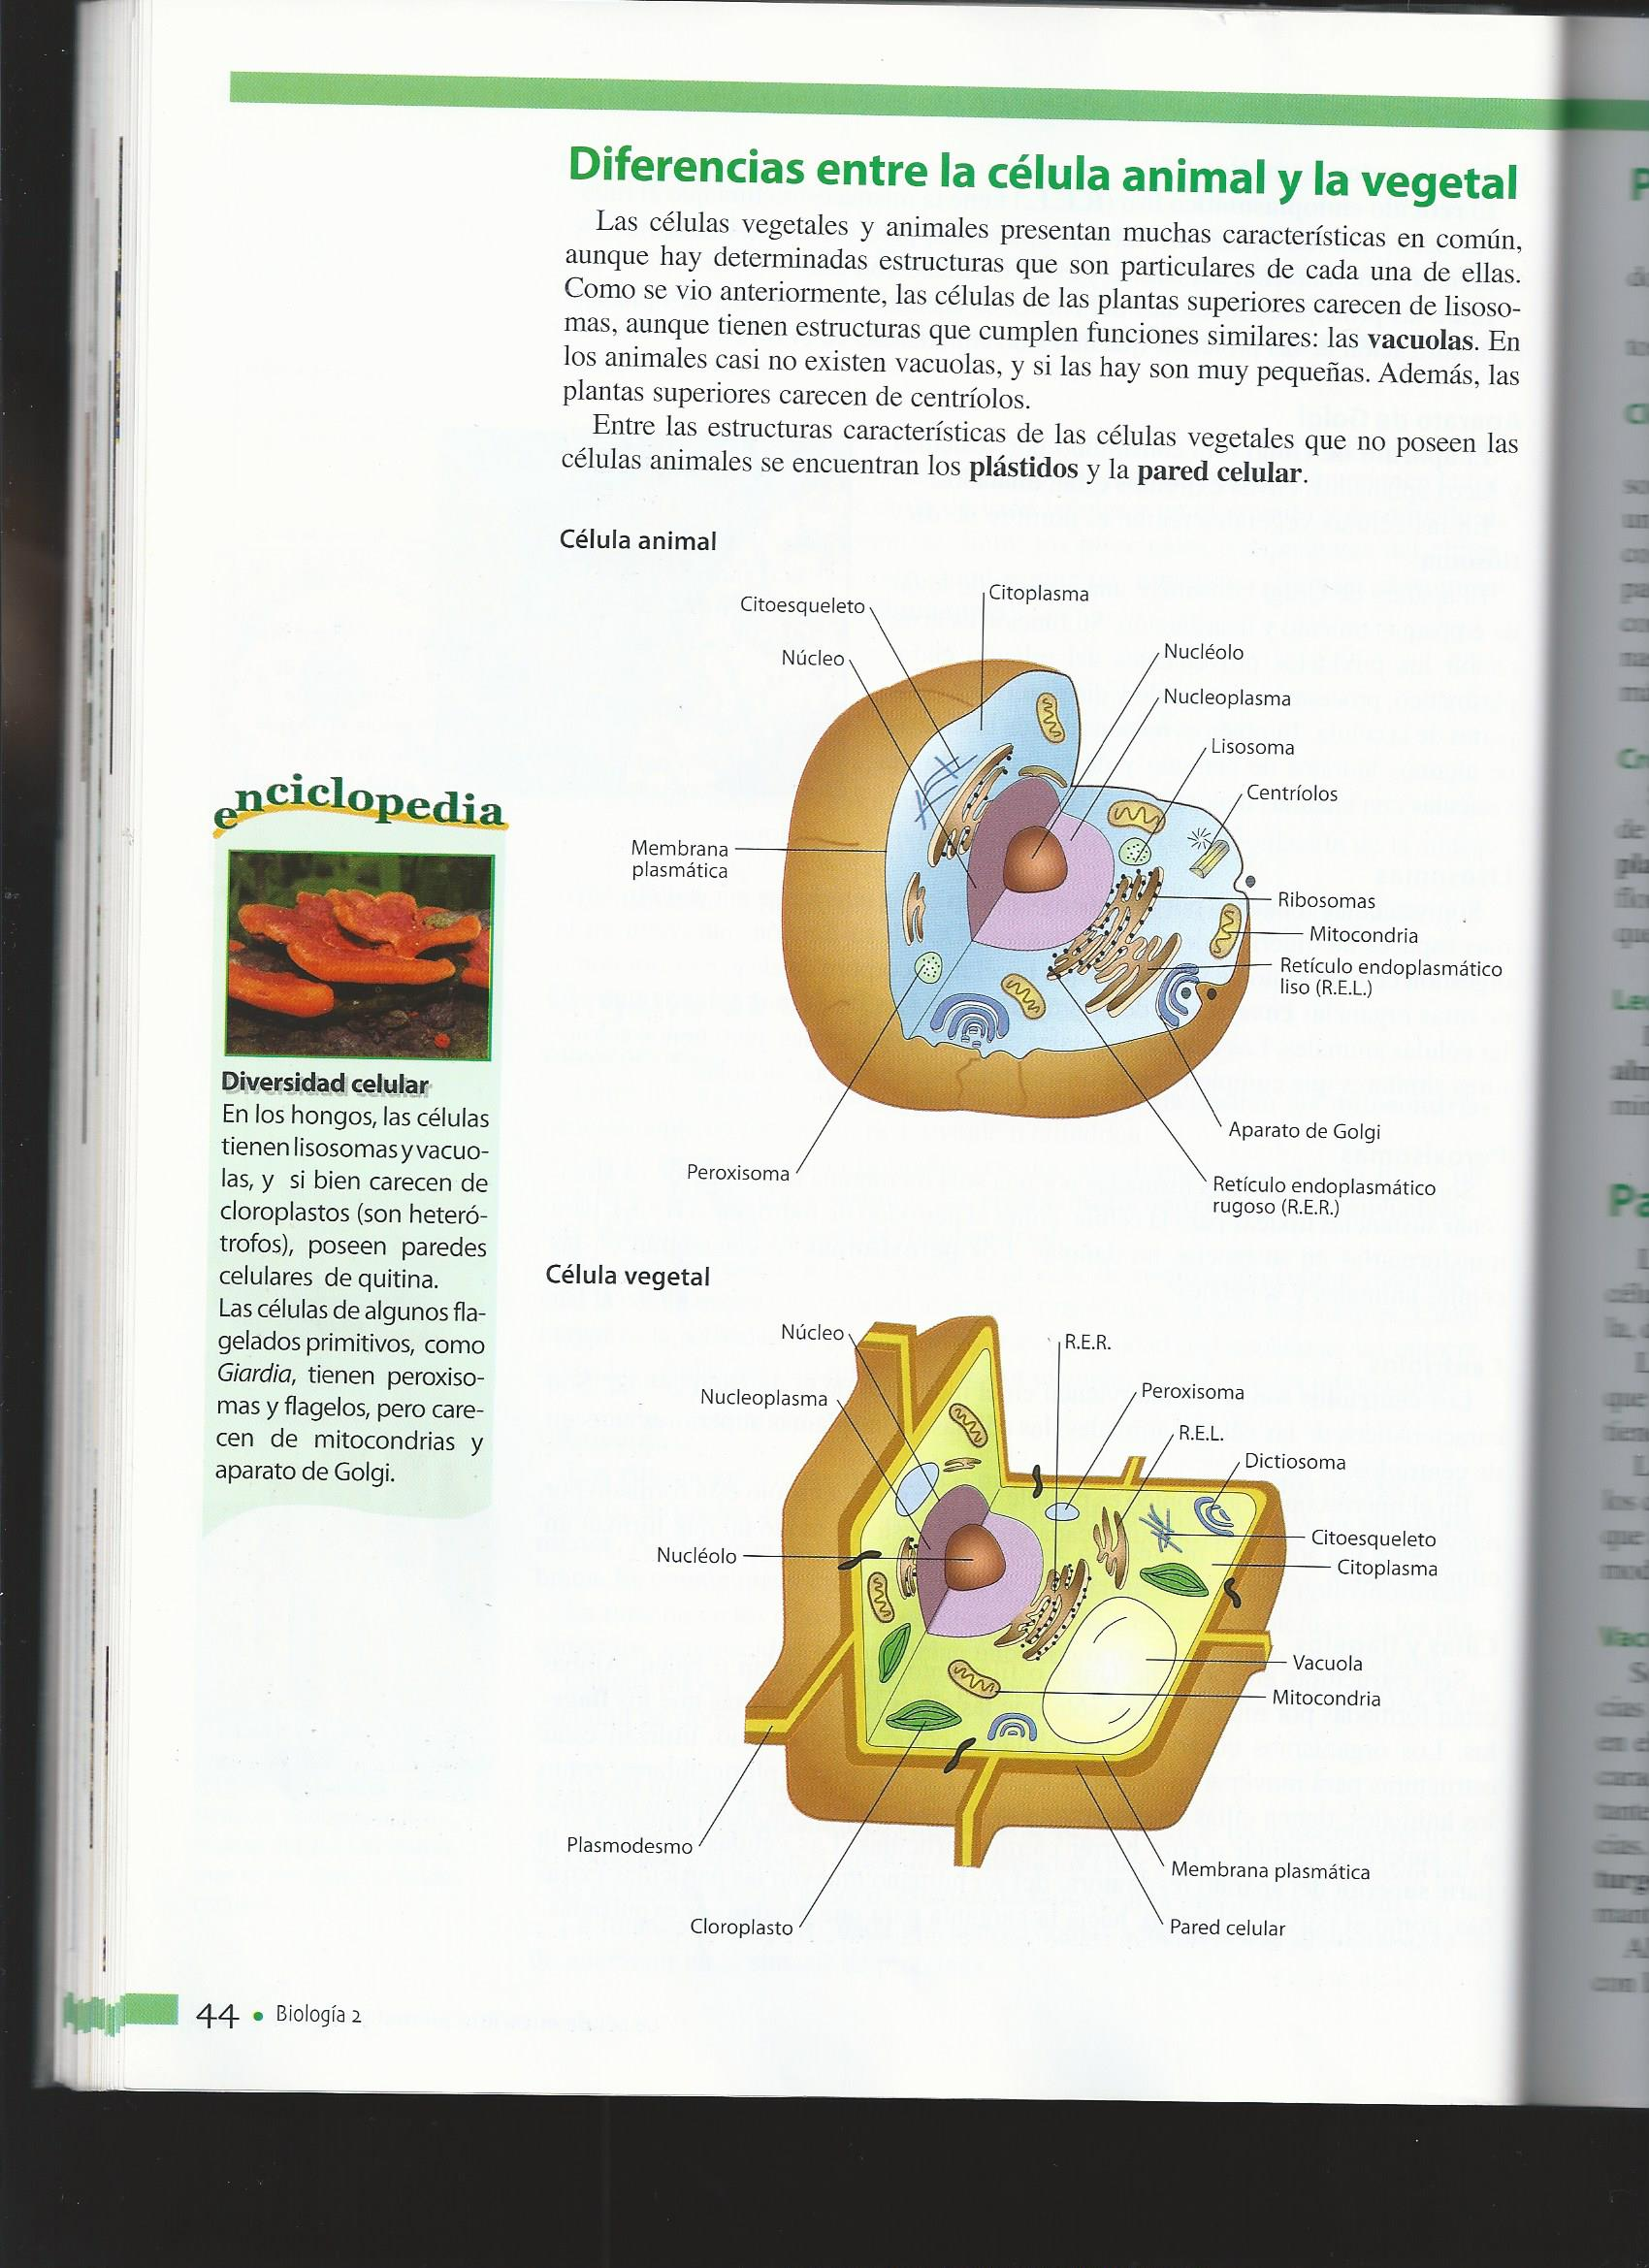 Diferencias entre la célula animal y la vegetal
Las células vegetales y animales presentan muchas características en común,
aunque hay determinadas estructuras que son particulares de cada una de ellas.
Como se vio anteriormente, las células de las plantas superiores carecen de lisoso-
mas, aunque tienen estructuras que cumplen funciones similares: las vacuolas. En
los animales casi no existen vacuolas, y si las hay son muy pequeñas. Además, las
plantas superiores carecen de centríolos.
Entre las estructuras características de las células vegetales que no poseen las
células animales se encuentran los plástidos y la pared celular.
Célula animal
Citoesqueleto
Citoplasma
Núcleo
Nucléolo
Nucleoplasma
Lisosoma
Centríolos
Membrana
plasmática
Ribosomas
Mitocondria
Retículo endoplasmático
liso (R.E.L.)
Aparato de Golgi
Peroxisoma
Retículo endoplasmático
rugoso (R.E.R.)
enciclopedia
Diversidad celular
En los hongos, las células
tienen lisosomas y vacuo-
las, y si bien carecen de
cloroplastos (son heteró-
trofos), poseen paredes
celulares de quitina.
Las células de algunos fla-
gelados primitivos, como
Giardia, tienen peroxiso-
mas y flagelos, pero care-
cen de mitocondrias y
aparato de Golgi.
Célula vegetal
Núcleo
R.E.R.
Nucleoplasma
Peroxisoma
R.E.L.
Dictiosoma
Citoesqueleto
Nucléolo
Citoplasma
Vacuola
Mitocondria
Plasmodesmo
Membrana plasmática
Cloroplasto
Pared celular
44 • Biología 2